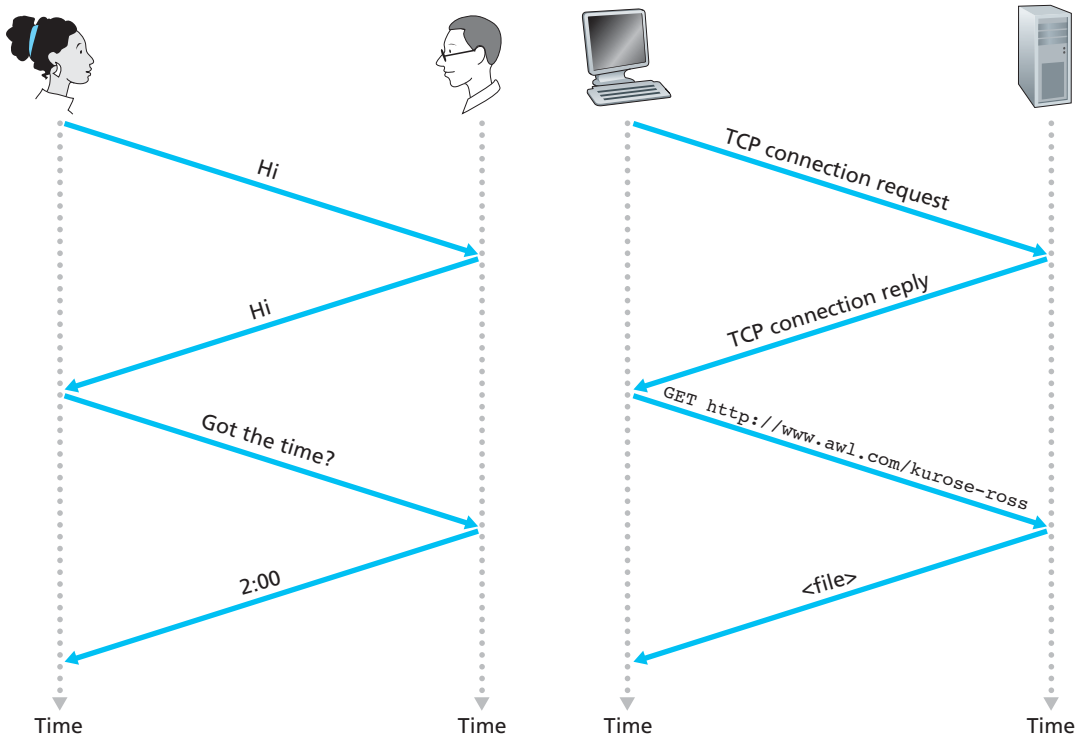 Hi
Hi
Got the time?
2:00
Time
Time
TCP connection request
TCP connection reply
GET http://www.awl.com/kurose-ross
<file>
Time
Time